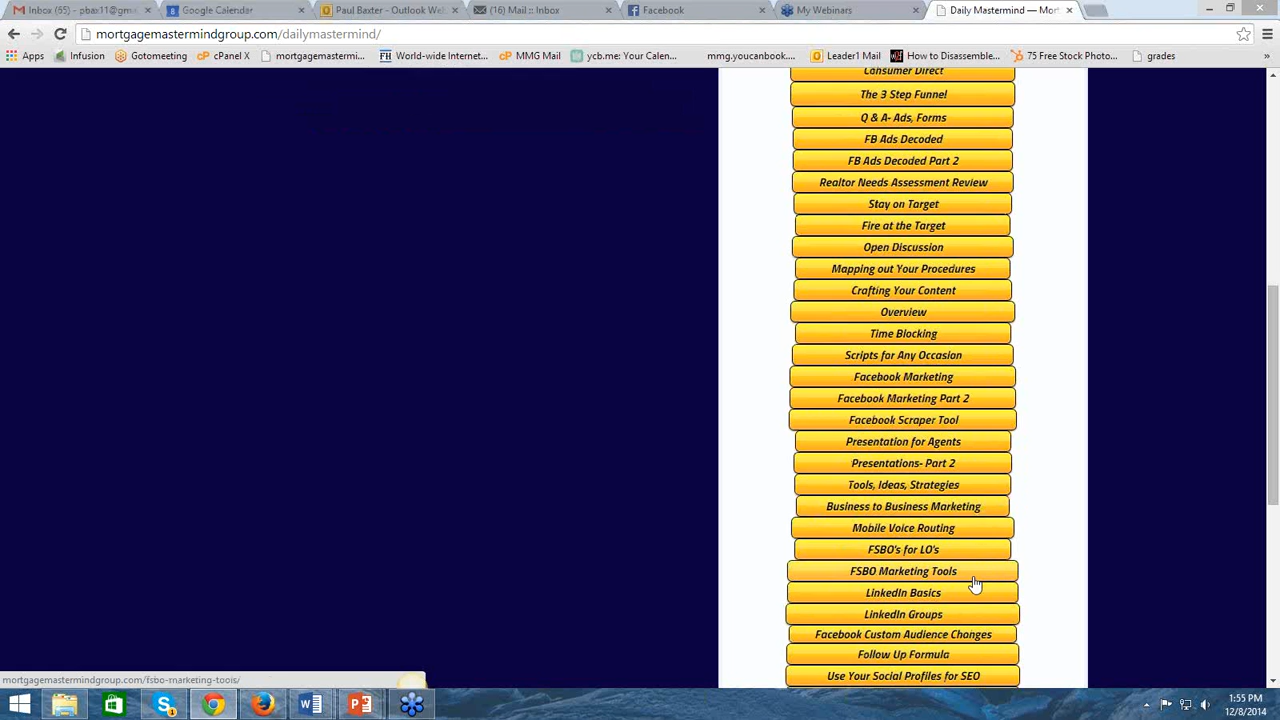 Inbox (55) - pbax11@gma
Google Calendar
Paul Baxter - Outlook We
(16) Mail :: Inbox
Facebook
My Webinars
Daily Mastermind — Mor
mortgagemastermindgroup.com/dailymastermind/
Apps
Infusion
Gotomeeting
cPanel X
mortgagemastermi...
World-wide Internet...
MMG Mail
ycb.me: Your Calen...
mmg.youcanbook....
Leader1 Mail
How to Disassemble...
75 Free Stock Photo...
grades
Consumer Direct
The 3 Step Funnel
Q & A- Ads, Forms
FB Ads Decoded
FB Ads Decoded Part 2
Realtor Needs Assessment Review
Stay on Target
Fire at the Target
Open Discussion
Mapping out Your Procedures
Crafting Your Content
Overview
Time Blocking
Scripts for Any Occasion
Facebook Marketing
Facebook Marketing Part 2
Facebook Scraper Tool
Presentation for Agents
Presentations- Part 2
Tools, Ideas, Strategies
Business to Business Marketing
Mobile Voice Routing
FSBO's for LO's
FSBO Marketing Tools
LinkedIn Basics
LinkedIn Groups
Facebook Custom Audience Changes
Follow Up Formula
Use Your Social Profiles for SEO
mortgagemastermindgroup.com/fsbo-marketing-tools/
1:55 PM
12/8/2014